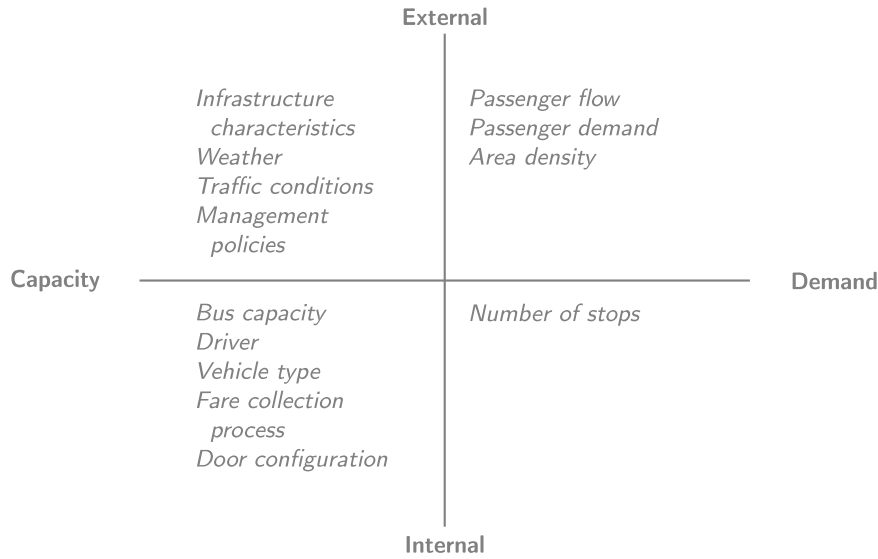 External
Infrastructure
characteristics
Weather
Traffic conditions
Management
policies
Passenger flow
Passenger demand
Area density
Capacity
Demand
Bus capacity
Driver
Vehicle type
Fare collection
process
Door configuration
Number of stops
Internal